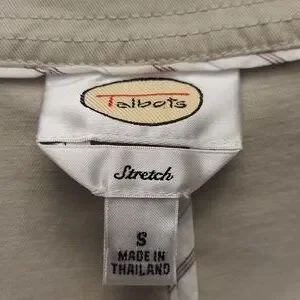 Talbots
Stretch
S
MADE IN
THAILAND